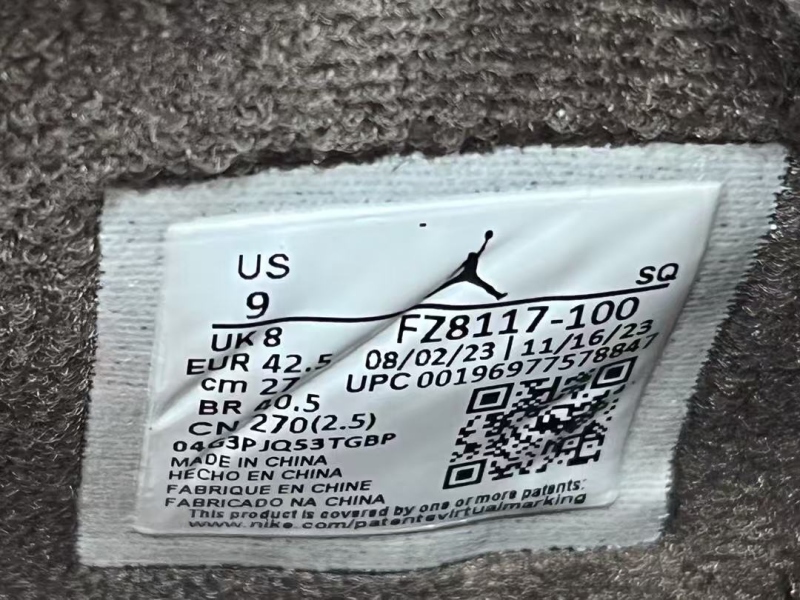 US
9
SQ
UK 8
FZ8117-100
EUR 42.5
08/02/23 | 11/16/23
cm 27
UPC 00196977578847
BR 40.5
CN 270(2.5)
MADE IN CHINA
HECHO EN CHINA
FABRIQUE EN CHINE
FABRICADO NA CHINA
This product is covered by one or more patents:
www.nike.com/patentsvirtualmarking